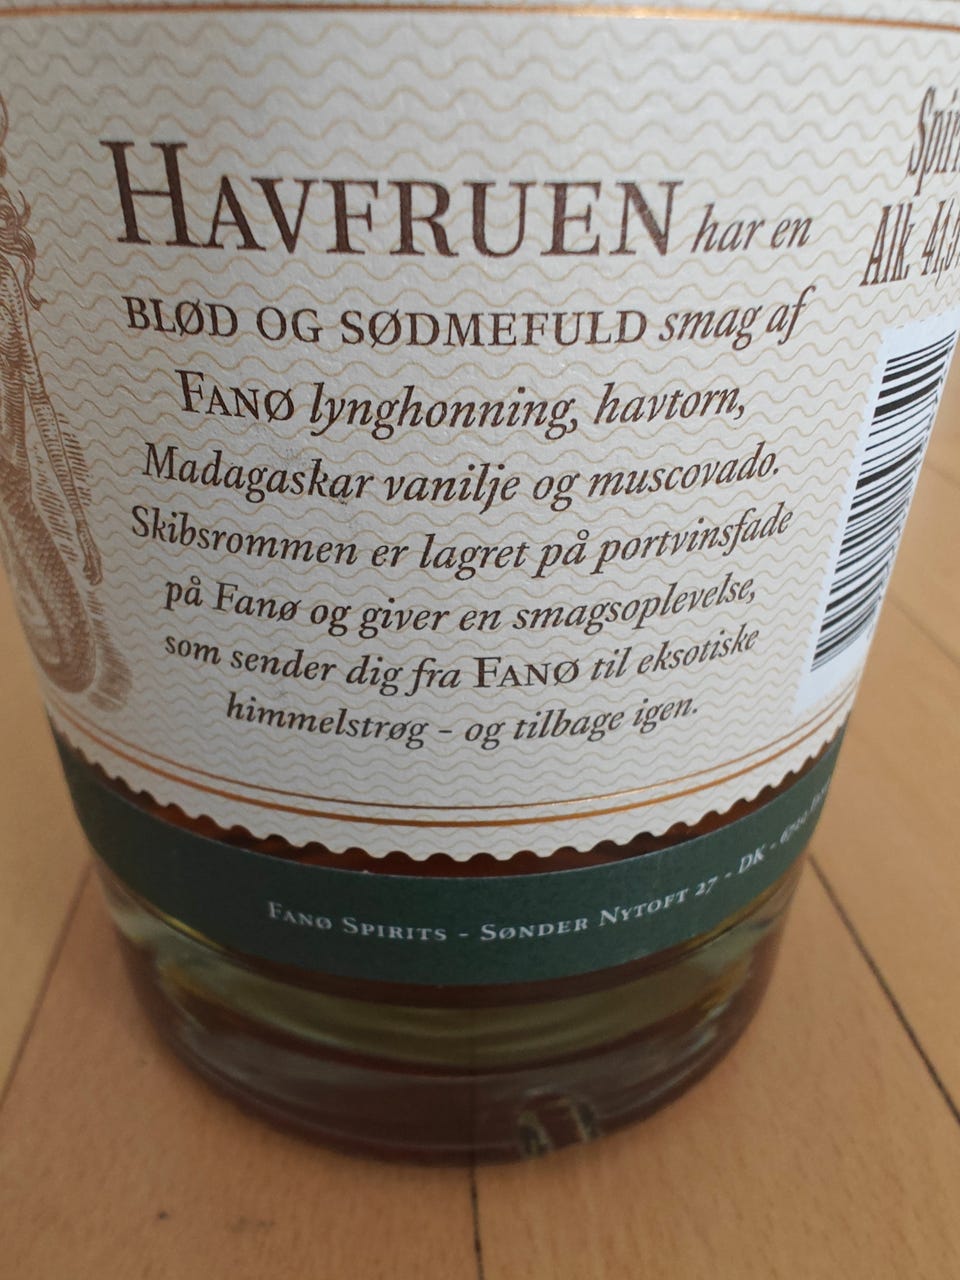 HAVFRUEN har en
BLØD OG SØDMEFULD smag af
FANØ lynghonning, havtorn,
Madagaskar vanilje og muscovado.
Skibsrommen er lagret på portvinsfade
på Fanø og giver en smagsoplevelse,
som sender dig fra FANØ til eksotiske
himmelstrøg - og tilbage igen.
Alk. 41,
FANØ SPIRITS - SØNDER NYTOFT 27 - DK -